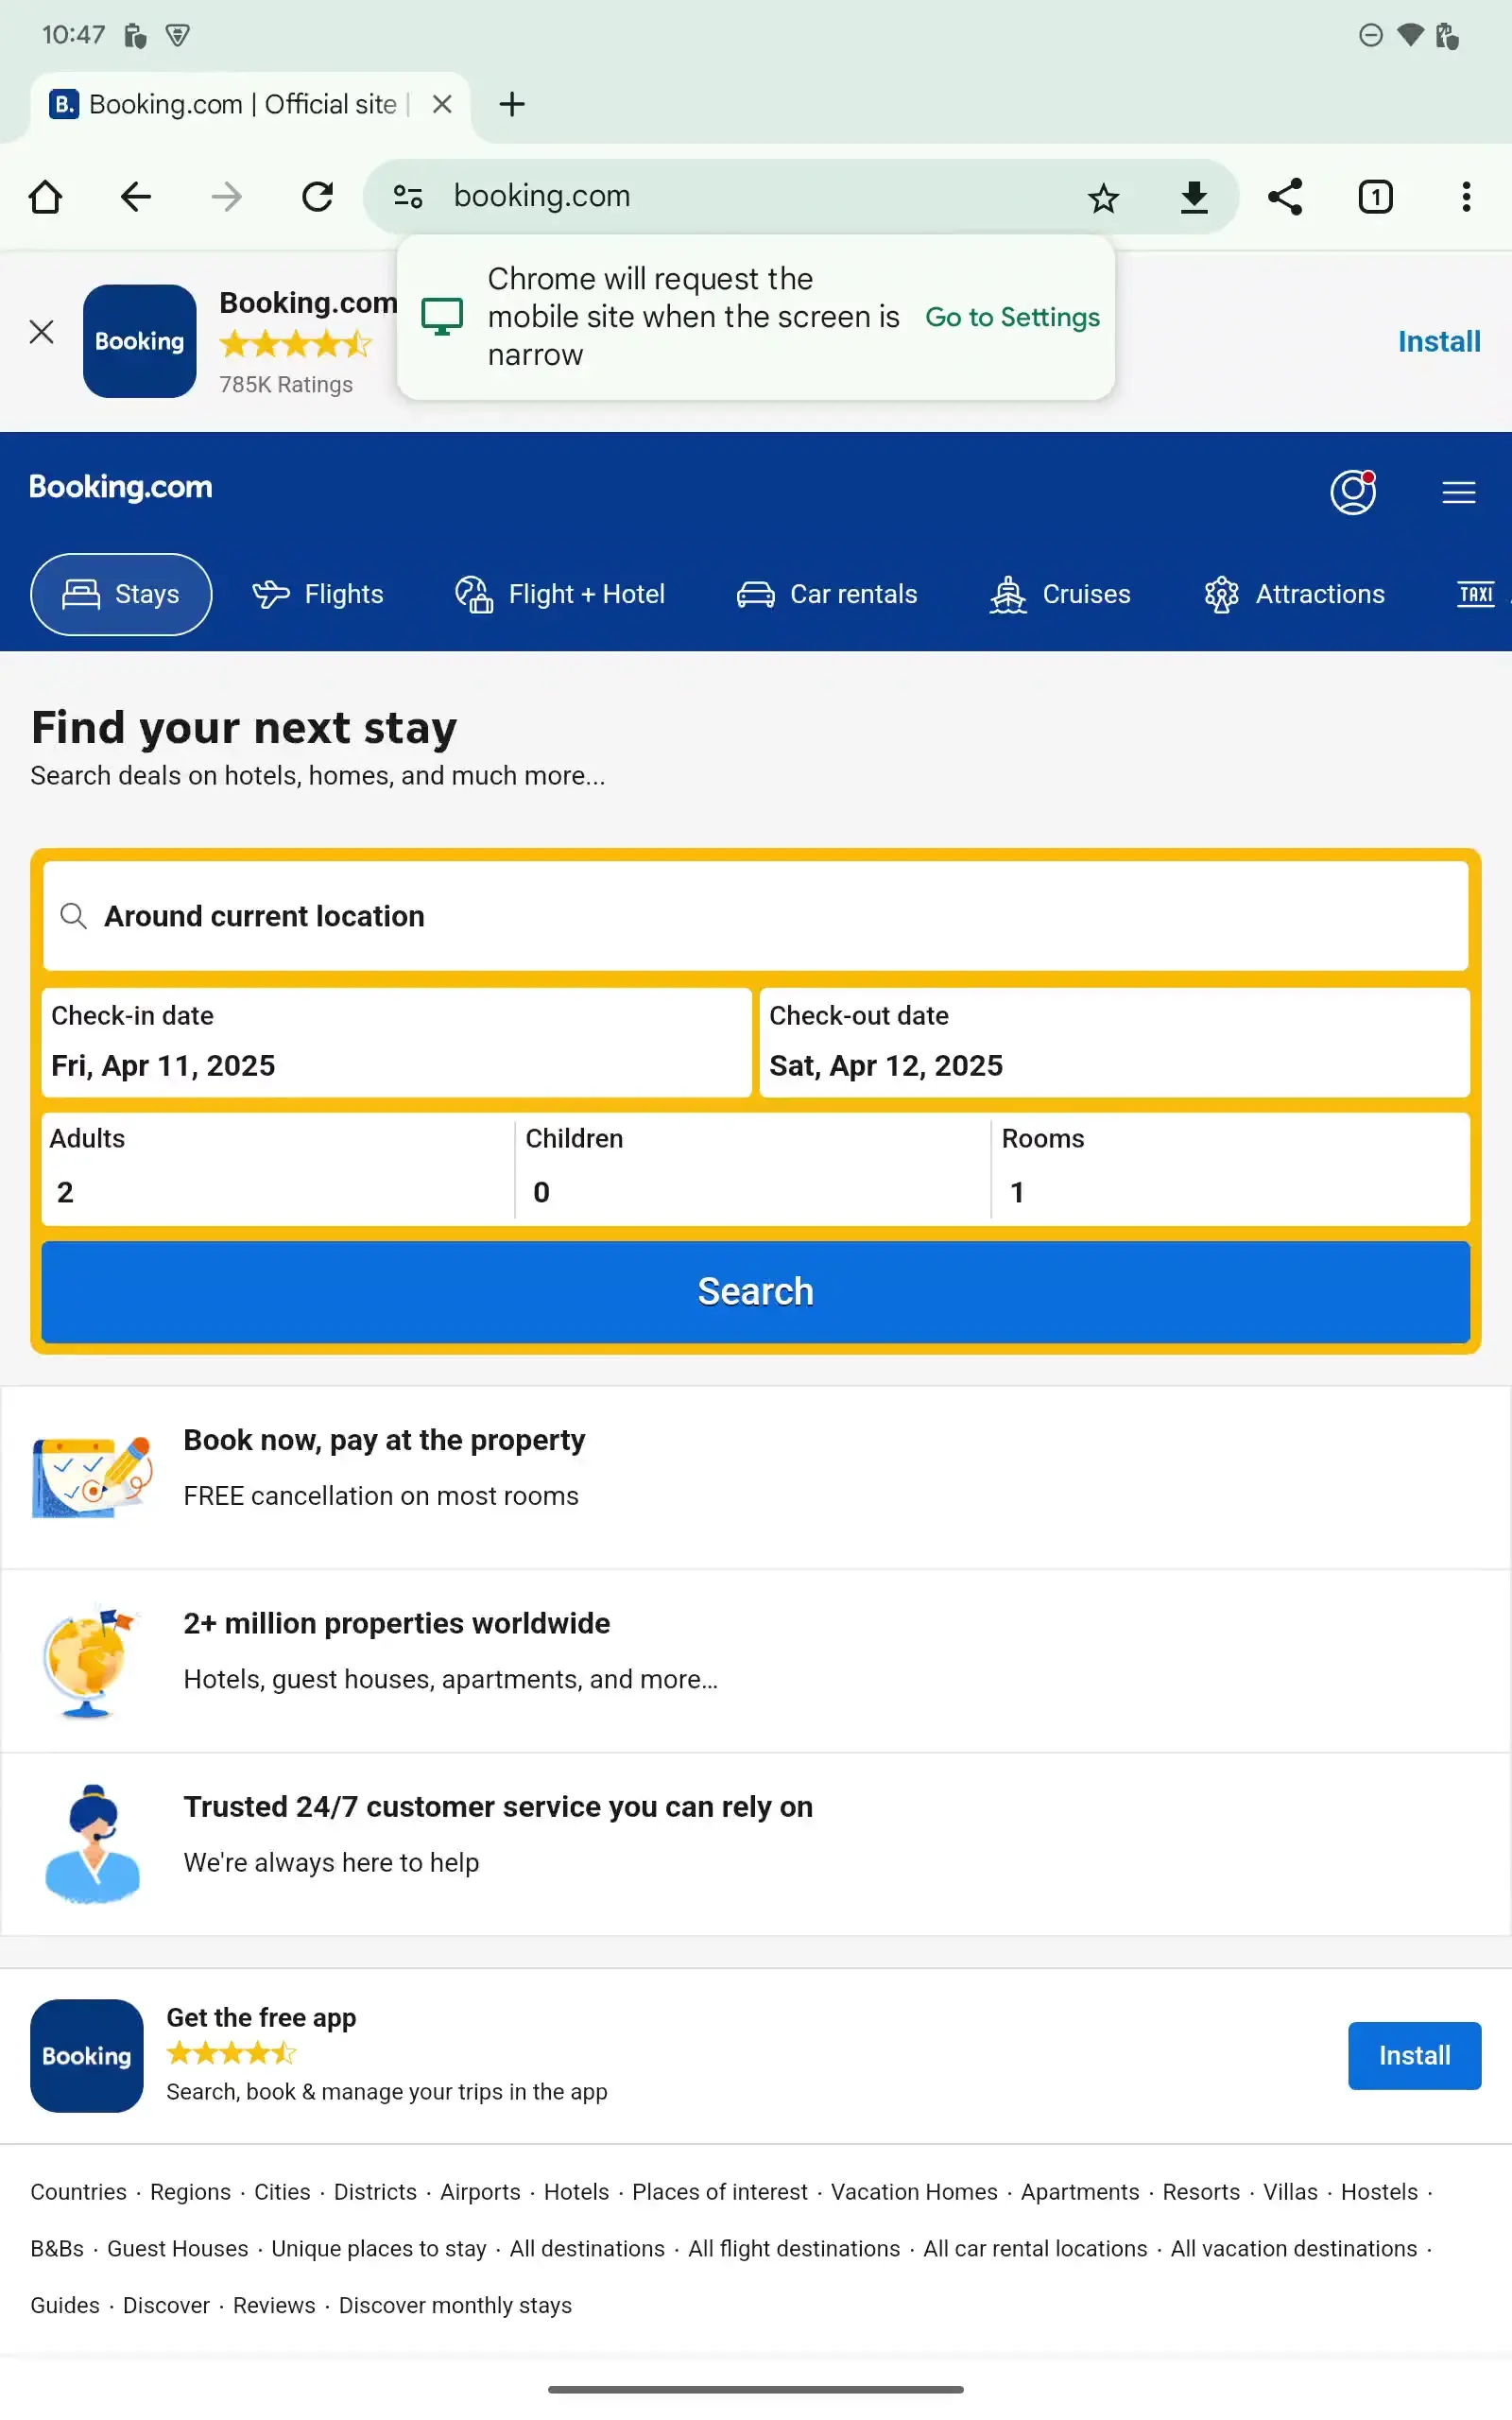 10:47
Booking.com | Official site |
booking.com
1
Chrome will request the
mobile site when the screen is
narrow
Go to Settings
Booking
Booking.com
785K Ratings
Install
Booking.com
Stays
Flights
Flight + Hotel
Car rentals
Cruises
Attractions
TAXI
Find your next stay
Search deals on hotels, homes, and much more...
Around current location
Check-in date
Fri, Apr 11, 2025
Check-out date
Sat, Apr 12, 2025
Adults
2
Children
0
Rooms
1
Search
Book now, pay at the property
FREE cancellation on most rooms
2+ million properties worldwide
Hotels, guest houses, apartments, and more…
Trusted 24/7 customer service you can rely on
We're always here to help
Booking
Get the free app
Search, book & manage your trips in the app
Install
Countries · Regions · Cities · Districts · Airports · Hotels · Places of interest · Vacation Homes · Apartments · Resorts · Villas · Hostels ·
B&Bs · Guest Houses · Unique places to stay · All destinations · All flight destinations · All car rental locations · All vacation destinations ·
Guides · Discover · Reviews · Discover monthly stays